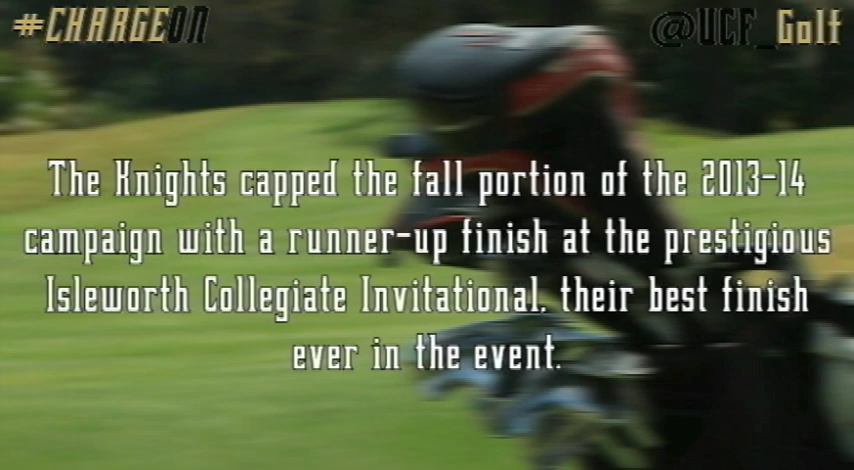 #CHARGEON
@UCF_Golf
The Knights capped the fall portion of the 2013-14
campaign with a runner-up finish at the prestigious
Isleworth Collegiate Invitational, their best finish
ever in the event.